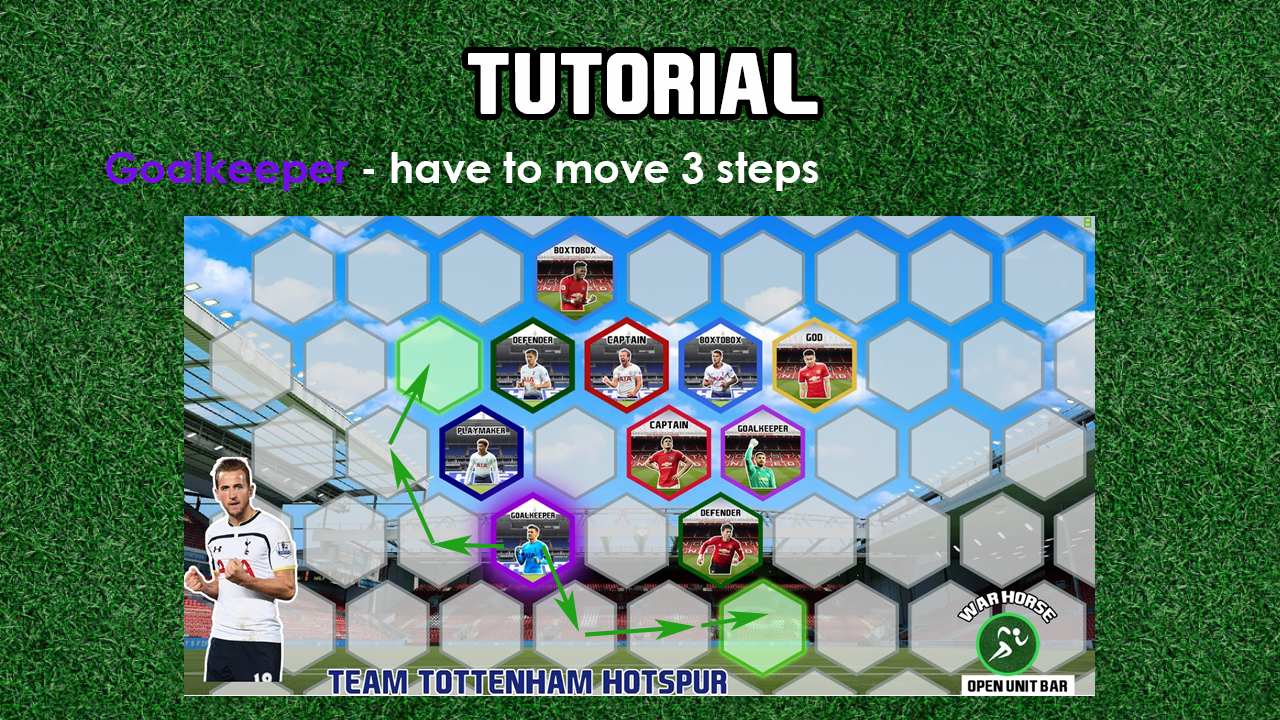 TUTORIAL
Goalkeeper - have to move 3 steps
8
BOXTOBOX
DEFENDER
CAPTAIN
BOXTOBOX
GOD
PLAYMAKER
CAPTAIN
GOALKEEPER
GOALKEEPER
DEFENDER
WAR HORSE
TEAM TOTTENHAM HOTSPUR
OPEN UNIT BAR